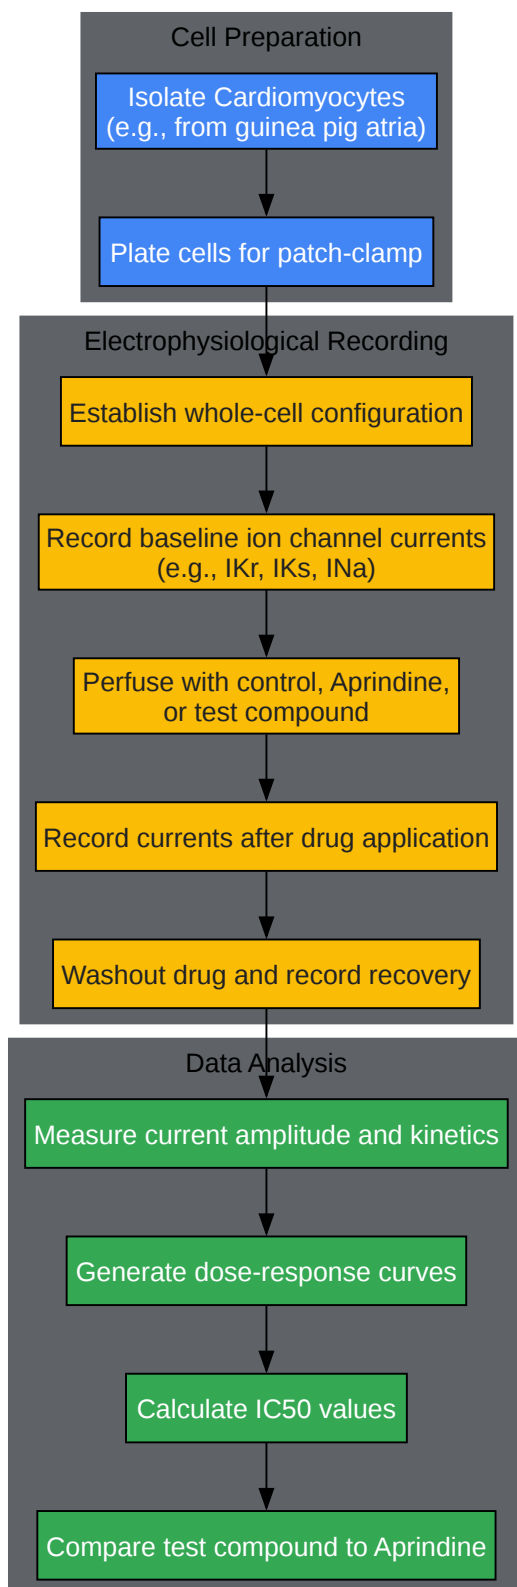 Cell Preparation
Isolate Cardiomyocytes
(e.g., from guinea pig atria)
Plate cells for patch-clamp
Electrophysiological Recording
Establish whole-cell configuration
Record baseline ion channel currents
(e.g., IKr, IKs, INa)
Perfuse with control, Aprindine,
or test compound
Record currents after drug application
Washout drug and record recovery
Data Analysis
Measure current amplitude and kinetics
Generate dose-response curves
Calculate IC50 values
Compare test compound to Aprindine